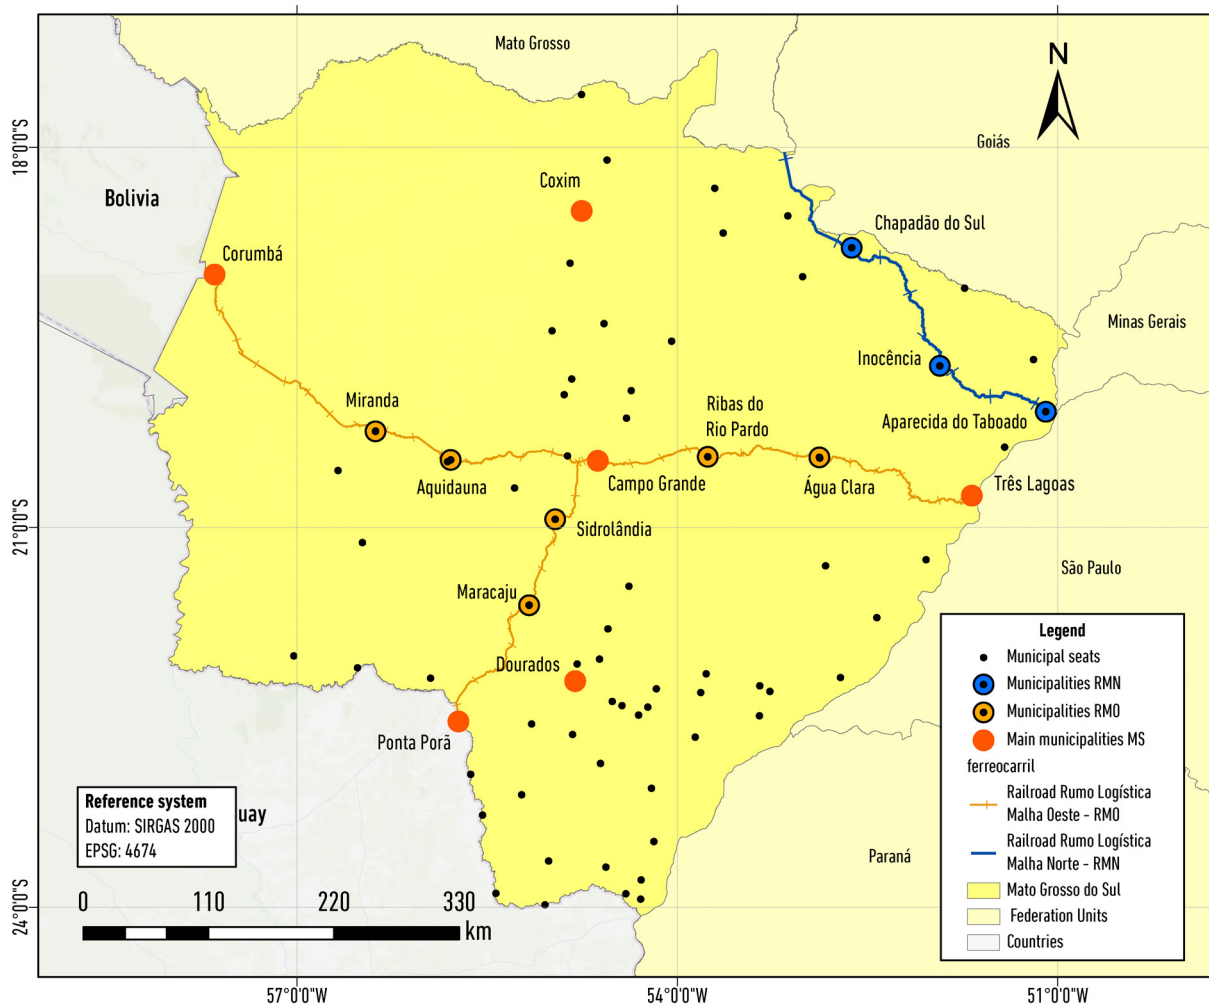 Mato Grosso
N
Goiás
18°0'0"S
Bolivia
Coxim
Corumbá
Chapadão do Sul
Minas Gerais
Inocência
Miranda
Ribas do
Rio Pardo
Aparecida do Taboado
Aquidauna
Campo Grande
Água Clara
Três Lagoas
21°0'0"S
Sidrolândia
São Paulo
Maracaju
Dourados
Ponta Porã
Paraná
uay
Reference system
Datum: SIRGAS 2000
EPSG: 4674
0 110 220 330
km
24°0'0"S
57°0'0"W
54°0'0"W
51°0'0"W
Legend
Municipal seats
Municipalities RMN
Municipalities RMO
Main municipalities MS
ferreocarril
Railroad Rumo Logística
Malha Oeste - RMO
Railroad Rumo Logística
Malha Norte - RMN
Mato Grosso do Sul
Federation Units
Countries